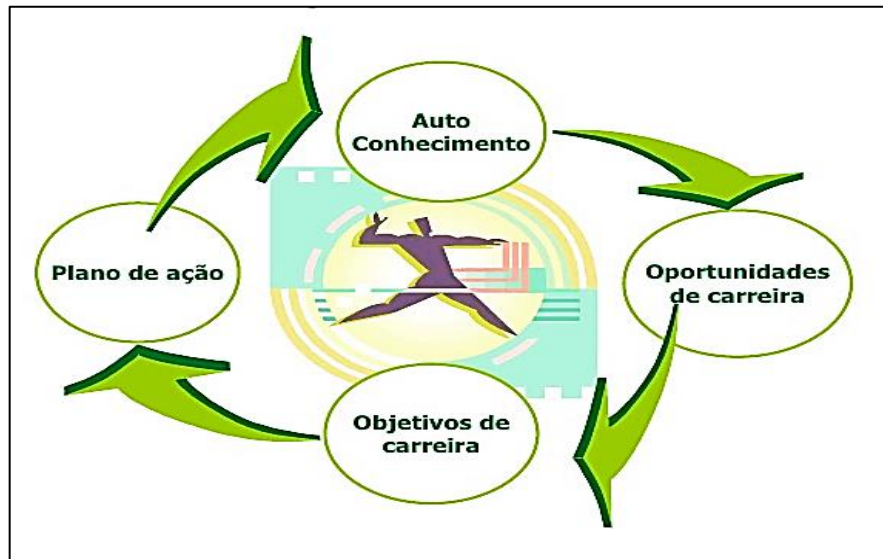 Auto
Conhecimento
Oportunidades
de carreira
Objetivos de
carreira
Plano de ação